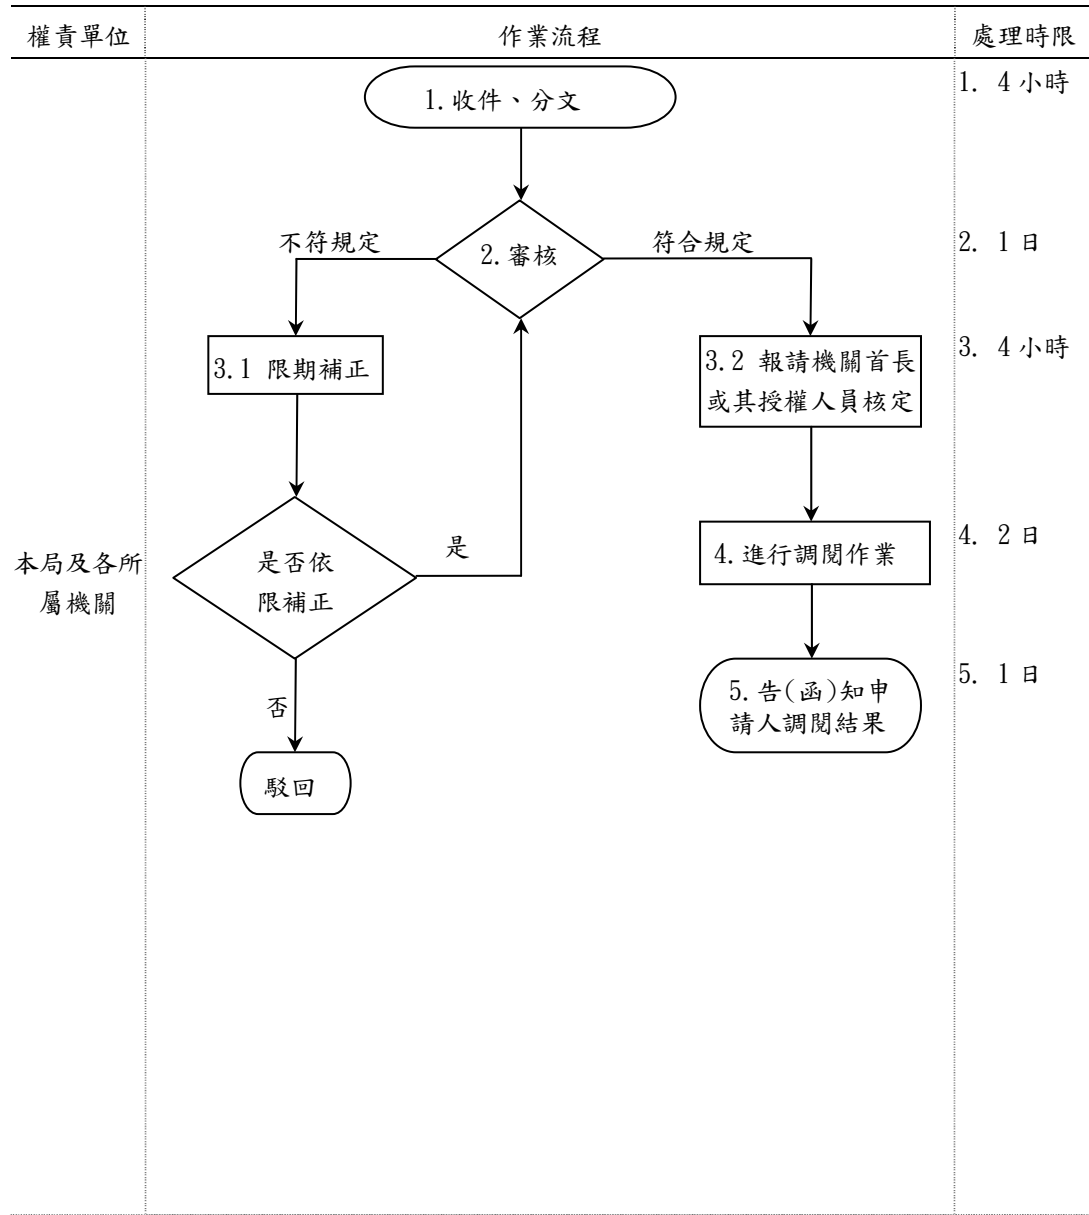 權責單位
作業流程
處理時限
1.收件、分文
1. 4小時
不符規定
2.審核
符合規定
2. 1日
3.1 限期補正
3.2 報請機關首長
或其授權人員核定
3. 4小時
本局及各所
屬機關
是否依
限補正
是
4.進行調閱作業
4. 2日
否
5.告(函)知申
請人調閱結果
5. 1日
駁回